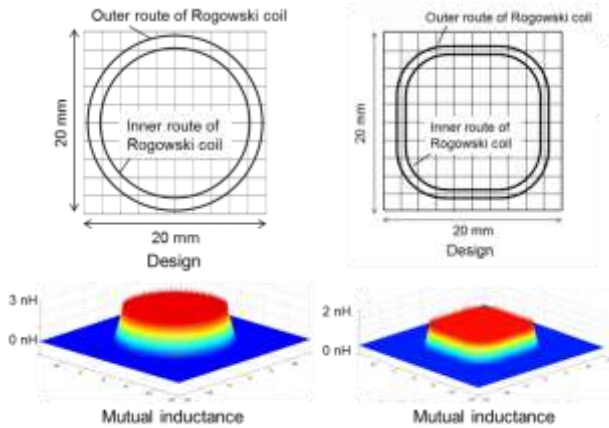 Outer route of Rogowski coil
20 mm
Inner route of
Rogowski coil
20 mm
Design
3 nH
0 nH
Mutual inductance
Outer route of
Rogowski coil
20 mm
Inner route of
Rogowski coil
20 mm
Design
2 nH
0 nH
Mutual inductance